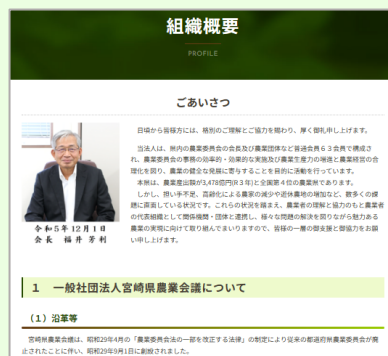 組織概要
PROFILE
ごあいさつ
日頃から皆様方には、格別のご理解とご協力を賜わり、厚く御礼申し上げます。
当法人は、県内の農業委員会の会長及び農業団体など普通会員６３会員で構成さ
れ、農業委員会の事務の効率的・効果的な実施及び農業生産力の増進と農業経営の合
理化を図り、農業の健全な発展に寄与することを目的に活動を行っています。
本県は、農業産出額が3,478億円(R３年)と全国第４位の農業県であります。
しかし、担い手不足、高齢化による農家の減少や遊休農地の増加など、数多くの課
題に直面している状況です。これらの状況を踏まえ、農業者の理解と協力のもと農業者
の代表組織として関係機関・団体と連携し、様々な問題の解決を図りながら魅力ある
農業の実現に向けて取り組んでまいりますので、皆様の一層の御支援と御協力をお願
い申し上げます。
令和５年１２月１日
会長　福井　芳利
１　一般社団法人宮崎県農業会議について
（１）沿革等
宮崎県農業会議は、昭和29年4月の「農業委員会法の一部を改正する法律」の制定により従来の都道府県農業委員会が廃
止されたことに伴い、昭和29年9月1日に創設されました。